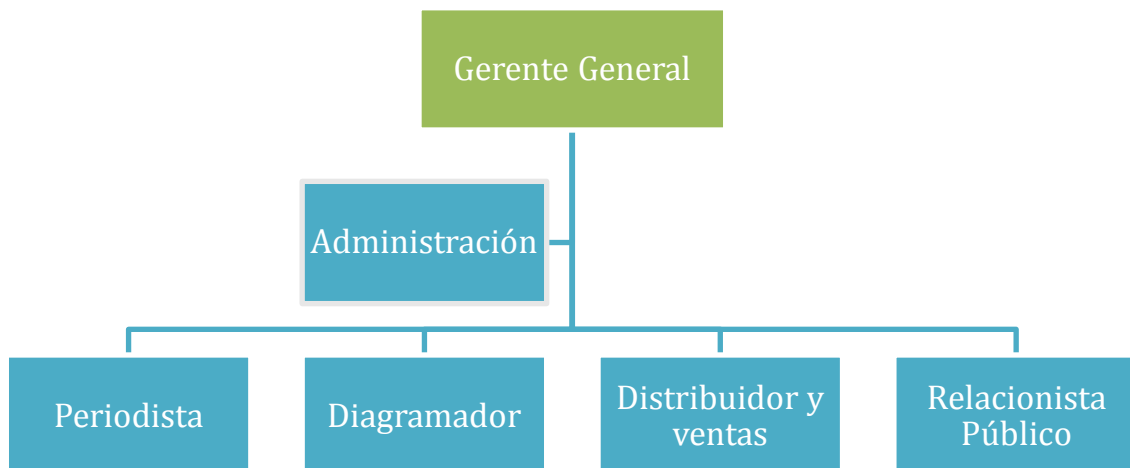 Gerente General
Administración
Periodista
Diagramador
Distribuidor y
ventas
Relacionista
Público